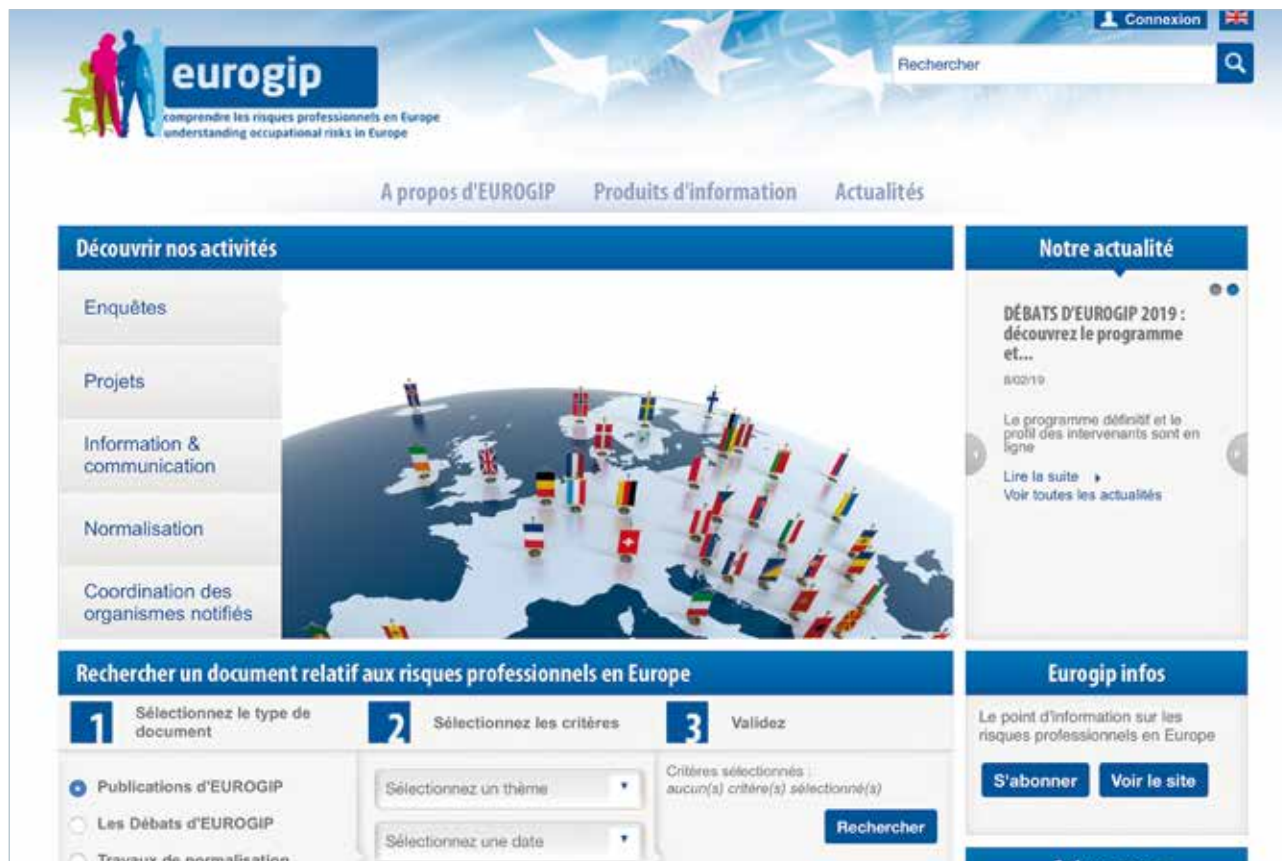 Connexion
eurogip
comprendre les risques professionnels en Europe
understanding occupational risks in Europe
Rechercher
A propos d'EUROGIP
Produits d'information
Actualités
Découvrir nos activités
Enquêtes
Projets
Information &
communication
Normalisation
Coordination des
organismes notifiés
Notre actualité
DÉBATS D'EUROGIP 2019 :
découvrez le programme
et...
8/02/19
Le programme définitif et le
profil des intervenants sont en
ligne
Lire la suite
Voir toutes les actualités
Rechercher un document relatif aux risques professionnels en Europe
1
Sélectionnez le type de
document
2
Sélectionnez les critères
3
Validez
Publications d'EUROGIP
Les Débats d'EUROGIP
Travaux de normalisation
Sélectionnez un thème
Sélectionnez une date
Critères sélectionnés :
aucun(s) critère(s) sélectionné(s)
Rechercher
Eurogip infos
Le point d'information sur les
risques professionnels en Europe
S'abonner
Voir le site